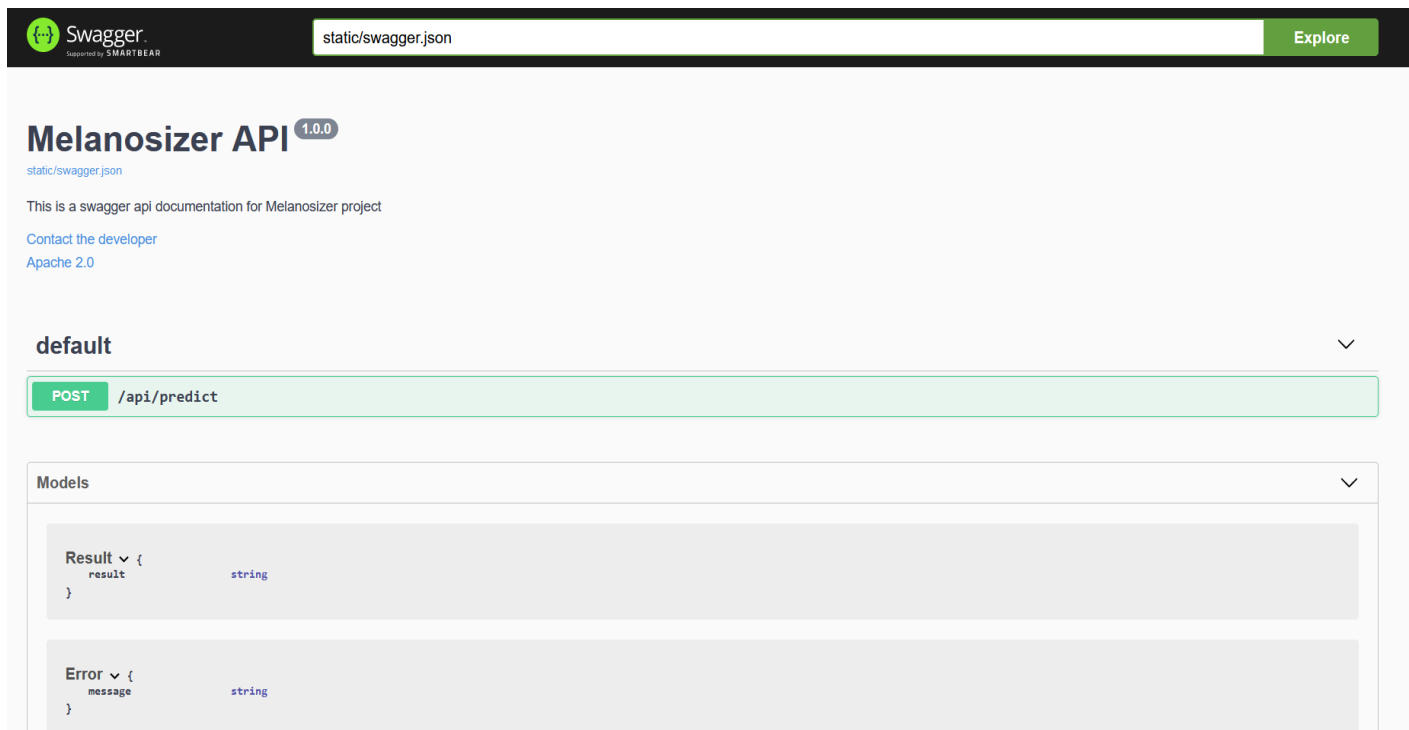 {··} Swagger.
Supported by SMARTBEAR
static/swagger.json
Explore
Melanosizer API 1.0.0
static/swagger.json
This is a swagger api documentation for Melanosizer project
Contact the developer
Apache 2.0
default
POST /api/predict
Models
Result {
result string
}
Error {
message string
}